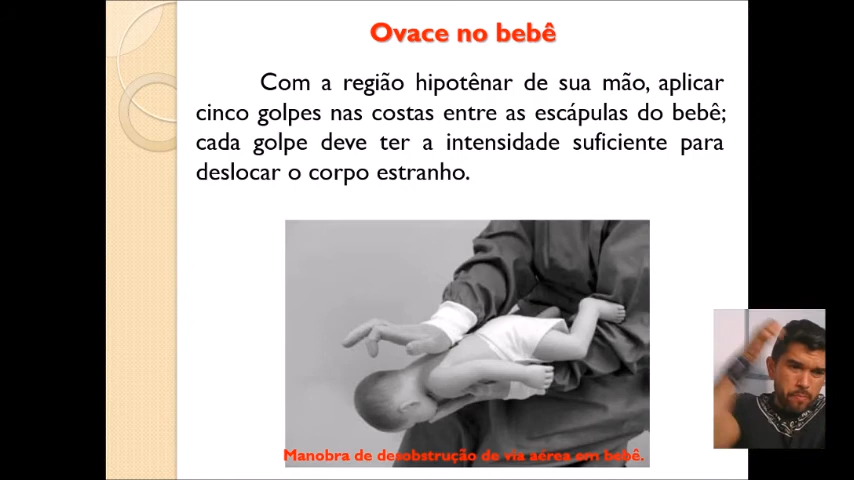 Ovace no bebê
Com a região hipotênar de sua mão, aplicar
cinco golpes nas costas entre as escápulas do bebê;
cada golpe deve ter a intensidade suficiente para
deslocar o corpo estranho.
Manobra de desobstrução de via aérea em bebê.